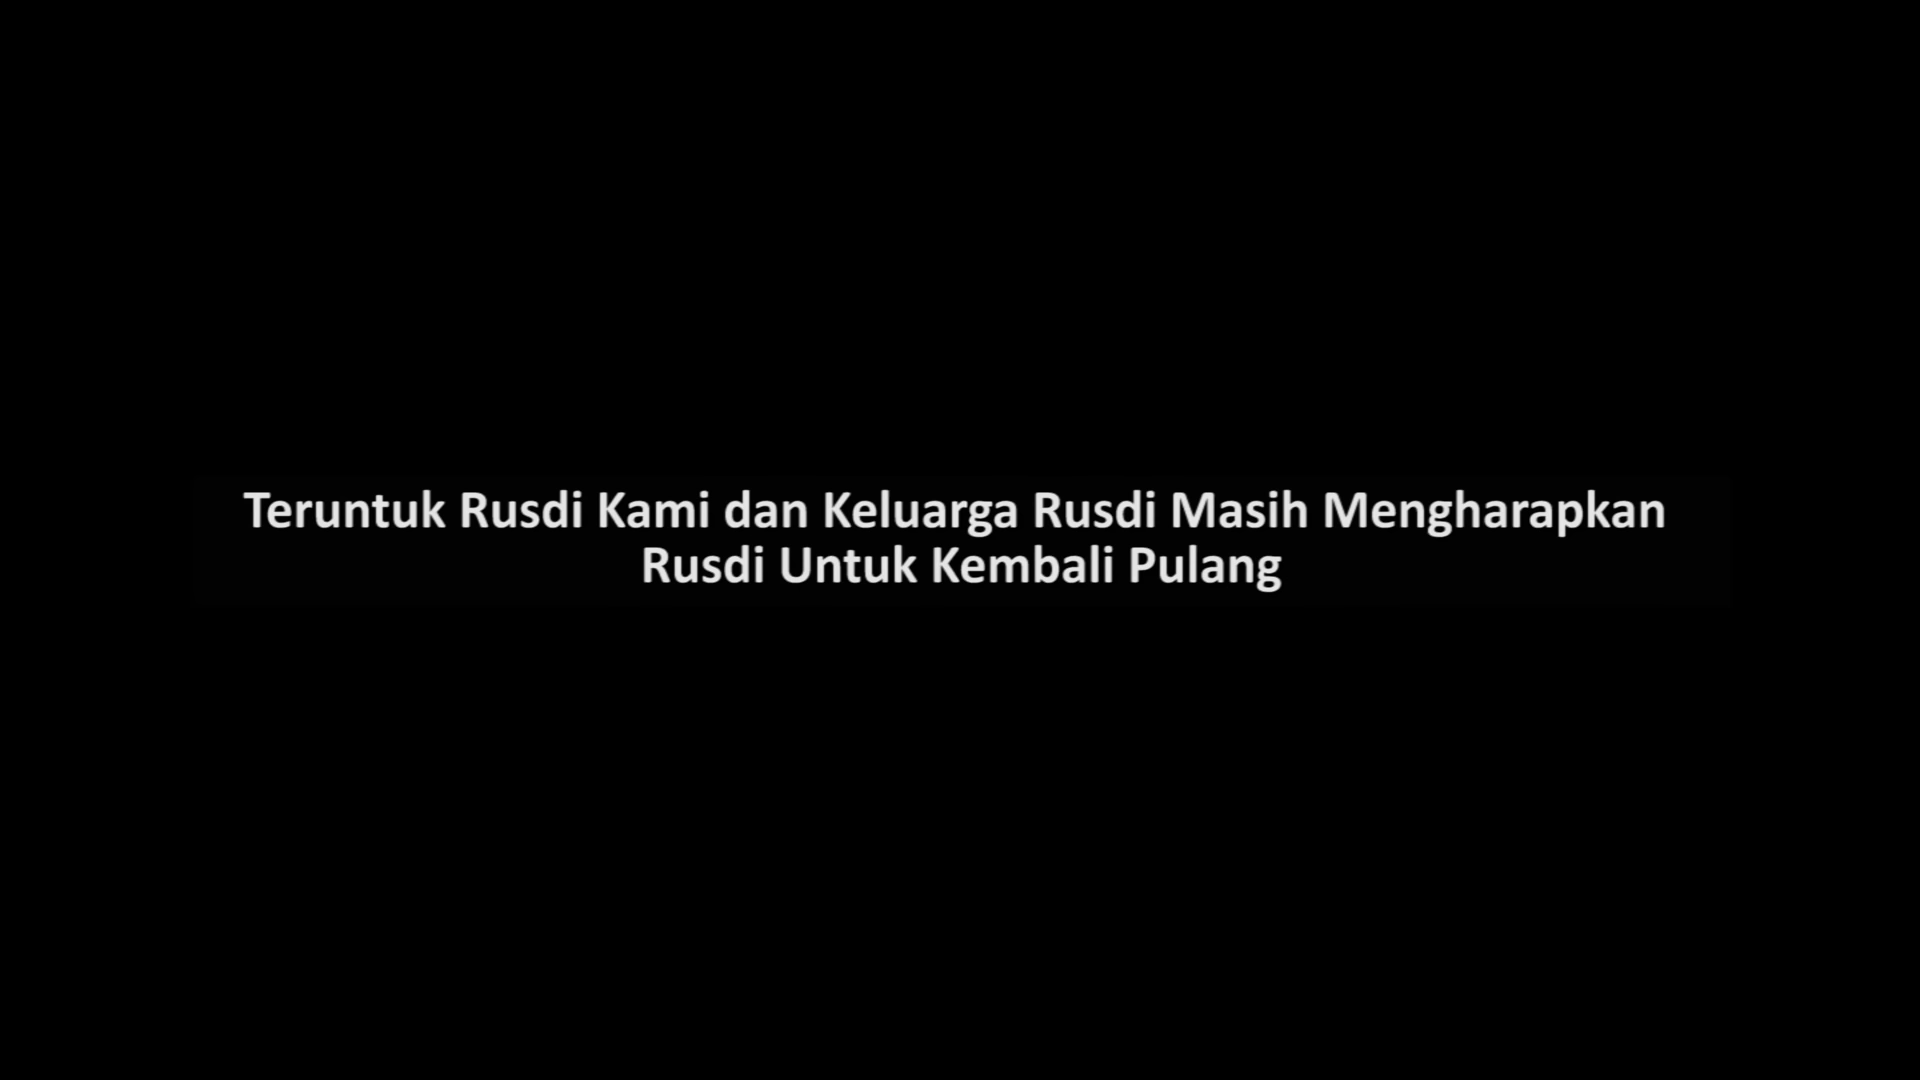 Teruntuk Rusdi Kami dan Keluarga Rusdi Masih Mengharapkan
Rusdi Untuk Kembali Pulang